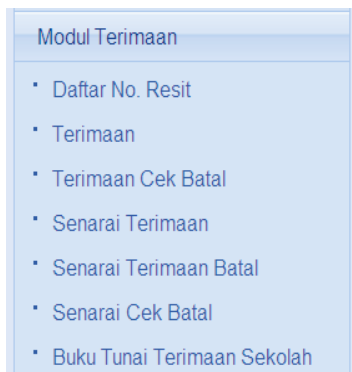 Modul Terimaan
Daftar No. Resit
Terimaan
Terimaan Cek Batal
Senarai Terimaan
Senarai Terimaan Batal
Senarai Cek Batal
Buku Tunai Terimaan Sekolah